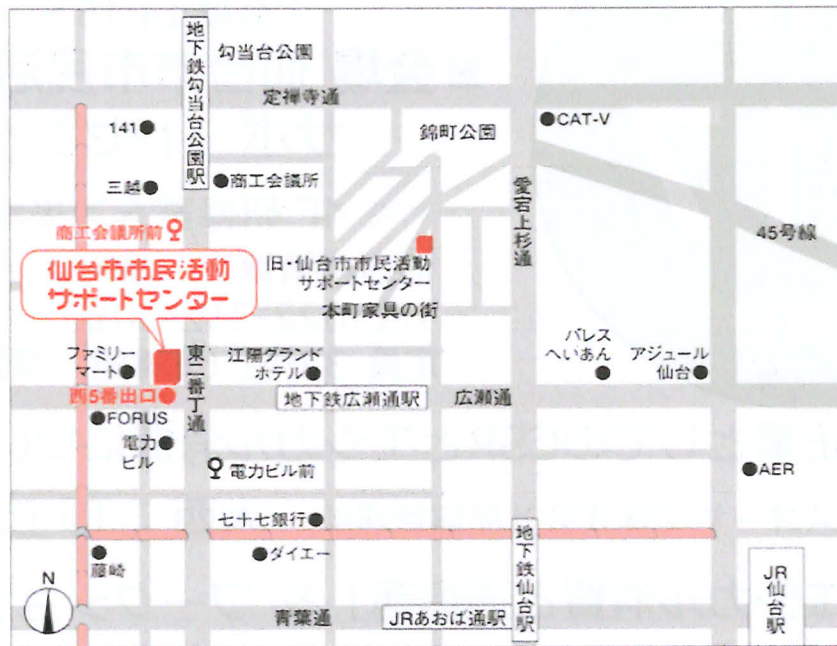 地下鉄勾当台公園駅
勾当台公園
定禅寺通
141
錦町公園
CAT-V
三越
商工会議所
愛宕上杉通
45号線
商工会議所前
仙台市市民活動
サポートセンター
旧・仙台市市民活動
サポートセンター
本町家具の街
ファミリー
マート
東二番丁通
江陽グランド
ホテル
パレス
へいあん
アジュール
仙台
西5番出口
地下鉄広瀬通駅
広瀬通
FORUS
電力
ビル
電力ビル前
AER
七十七銀行
ダイエー
藤崎
地下鉄仙台駅
JR
仙台駅
N
青葉通
JRあおば通駅